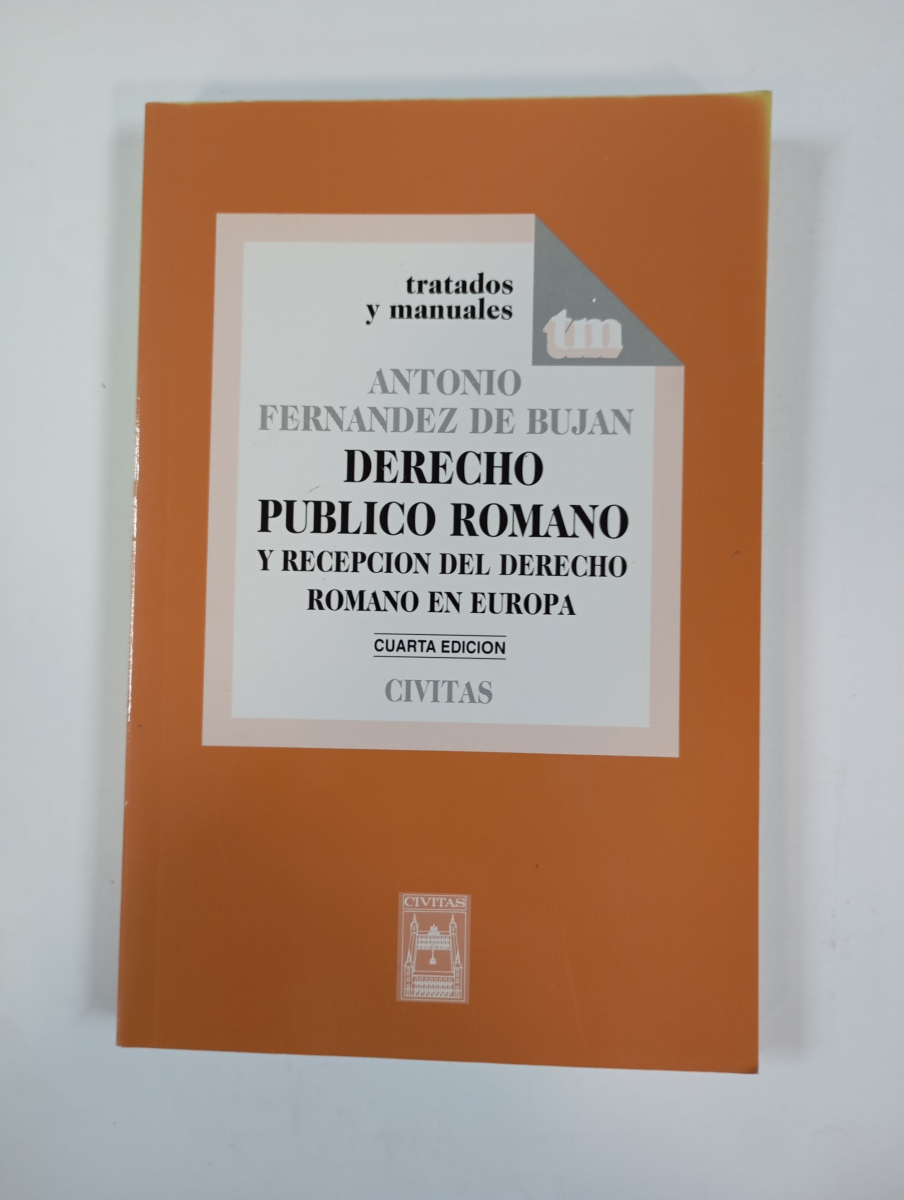 tratados
y manuales
tm
ANTONIO
FERNANDEZ DE BUJAN
DERECHO
PUBLICO ROMANO
Y RECEPCION DEL DERECHO
ROMANO EN EUROPA
CUARTA EDICION
CIVITAS
CIVITAS